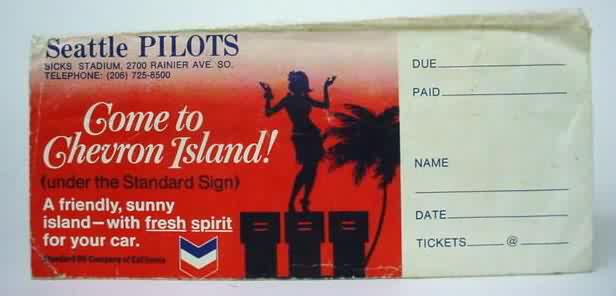 Seattle PILOTS
SICKS STADIUM, 2700 RAINIER AVE. SO.
TELEPHONE: (206) 725-8500
Come to
Chevron Island!
(under the Standard Sign)
A friendly, sunny
island—with fresh spirit
for your car.
Standard Oil Company of California
DUE
PAID
NAME
DATE
TICKETS @